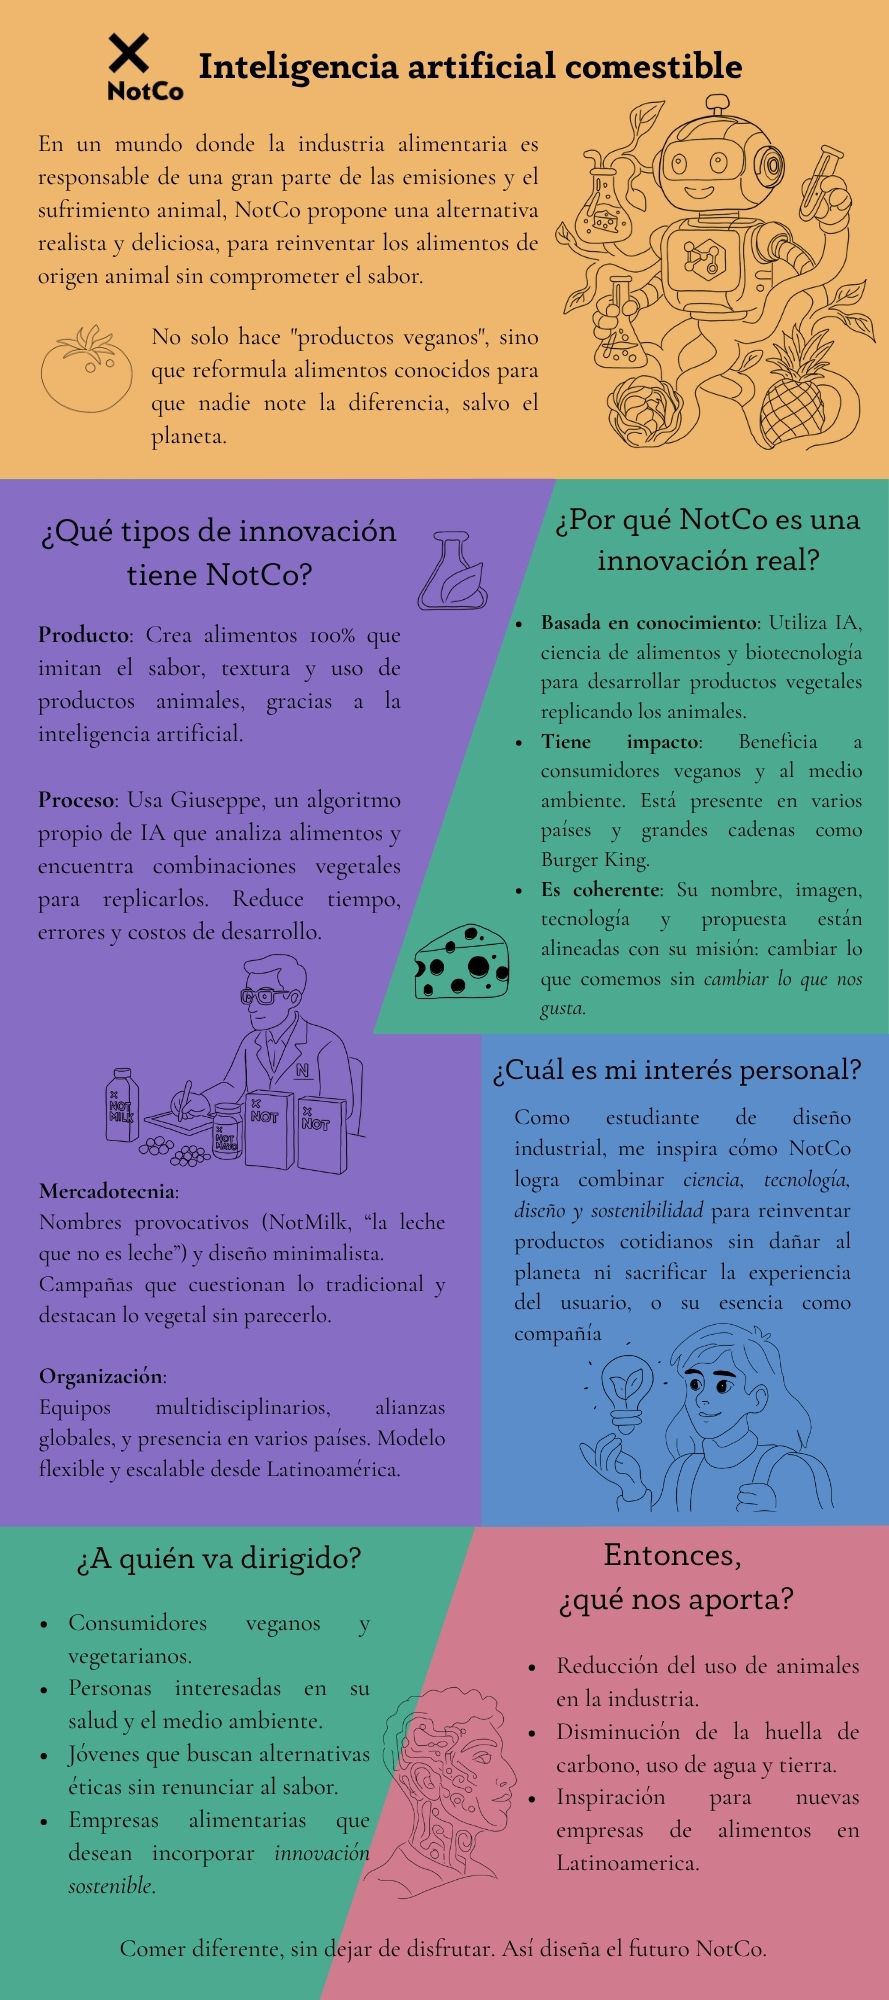 NotCo
Inteligencia artificial comestible
En un mundo donde la industria alimentaria es
responsable de una gran parte de las emisiones y el
sufrimiento animal, NotCo propone una alternativa
realista y deliciosa, para reinventar los alimentos de
origen animal sin comprometer el sabor.
No solo hace "productos veganos", sino
que reformula alimentos conocidos para
que nadie note la diferencia, salvo el
planeta.
¿Qué tipos de innovación
tiene NotCo?
Producto: Crea alimentos 100% que
imitan el sabor, textura y uso de
productos animales, gracias a la
inteligencia artificial.
Proceso: Usa Giuseppe, un algoritmo
propio de IA que analiza alimentos y
encuentra combinaciones vegetales
para replicarlos. Reduce tiempo,
errores y costos de desarrollo.
N
NOT
MILK
NOT
MAYO
NOT
NOT
Mercadotecnia:
Nombres provocativos (NotMilk, “la leche
que no es leche”) y diseño minimalista.
Campañas que cuestionan lo tradicional y
destacan lo vegetal sin parecerlo.
Organización:
Equipos multidisciplinarios, alianzas
globales, y presencia en varios países. Modelo
flexible y escalable desde Latinoamérica.
¿Por qué NotCo es una
innovación real?
• Basada en conocimiento: Utiliza IA,
ciencia de alimentos y biotecnología
para desarrollar productos vegetales
replicando los animales.
• Tiene impacto: Beneficia a
consumidores veganos y al medio
ambiente. Está presente en varios
países y grandes cadenas como
Burger King.
• Es coherente: Su nombre, imagen,
tecnología y propuesta están
alineadas con su misión: cambiar lo
que comemos sin cambiar lo que nos
gusta.
¿Cuál es mi interés personal?
Como estudiante de diseño
industrial, me inspira cómo NotCo
logra combinar ciencia, tecnología,
diseño y sostenibilidad para reinventar
productos cotidianos sin dañar al
planeta ni sacrificar la experiencia
del usuario, o su esencia como
compañía
¿A quién va dirigido?
• Consumidores veganos y
vegetarianos.
• Personas interesadas en su
salud y el medio ambiente.
• Jóvenes que buscan alternativas
éticas sin renunciar al sabor.
• Empresas alimentarias que
desean incorporar innovación
sostenible.
Entonces,
¿qué nos aporta?
• Reducción del uso de animales
en la industria.
• Disminución de la huella de
carbono, uso de agua y tierra.
• Inspiración para nuevas
empresas de alimentos en
Latinoamerica.
Comer diferente, sin dejar de disfrutar. Así diseña el futuro NotCo.